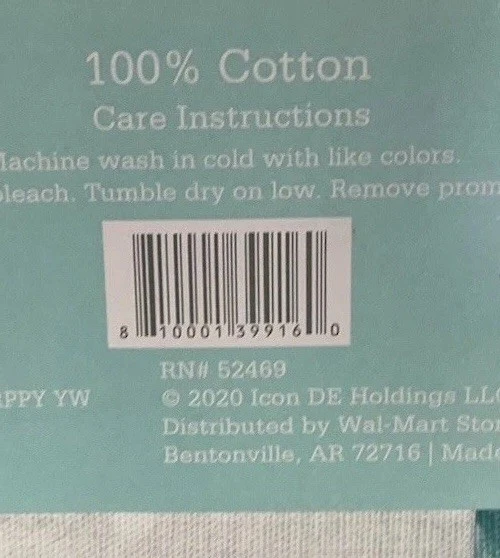 100% Cotton
Care Instructions
Machine wash in cold with like colors.
bleach. Tumble dry on low. Remove prom
8 10001 39916 0
RN# 52469
PPY YW
© 2020 Icon DE Holdings LLC
Distributed by Wal-Mart Stor
Bentonville, AR 72716 | Made